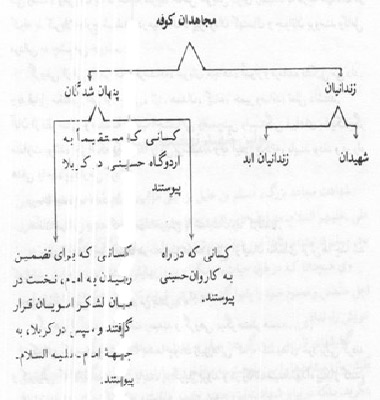 مجاهدان کوفه
زندانیان
پنهان شدگان
شهیدان
زندانیان ابد
کسانی که مستقیماً به
اردوگاه حسینی در کربلا
پیوستند
کسانی که در راه
به کاروان حسینی
پیوستند.
کسانی که برای تضمین
رسیدن به امام، نخست در
میان لشکر امویان قرار
گرفتند و سپس در کربلا، به
جبههٔ امام ـ علیه السلام ـ
پیوستند.